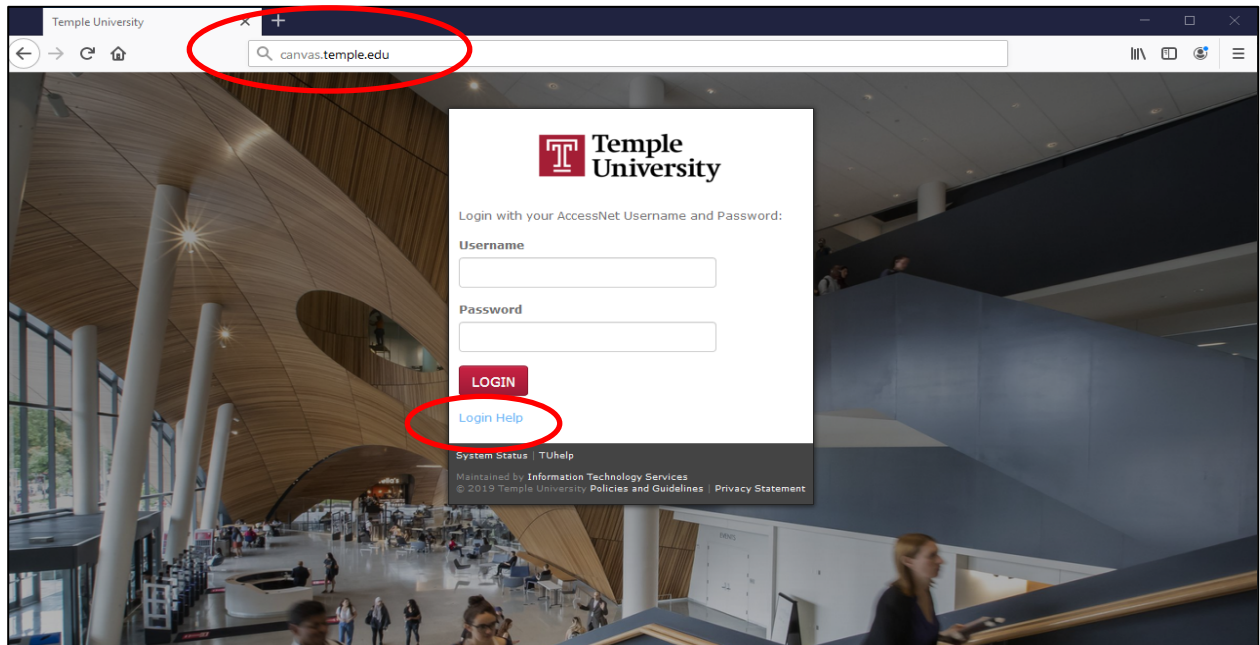 Temple University
canvas.temple.edu
Temple
University
Login with your AccessNet Username and Password:
Username
Password
LOGIN
Login Help
System Status | TUhelp
Maintained by Information Technology Services
© 2019 Temple University Policies and Guidelines | Privacy Statement
NEWS